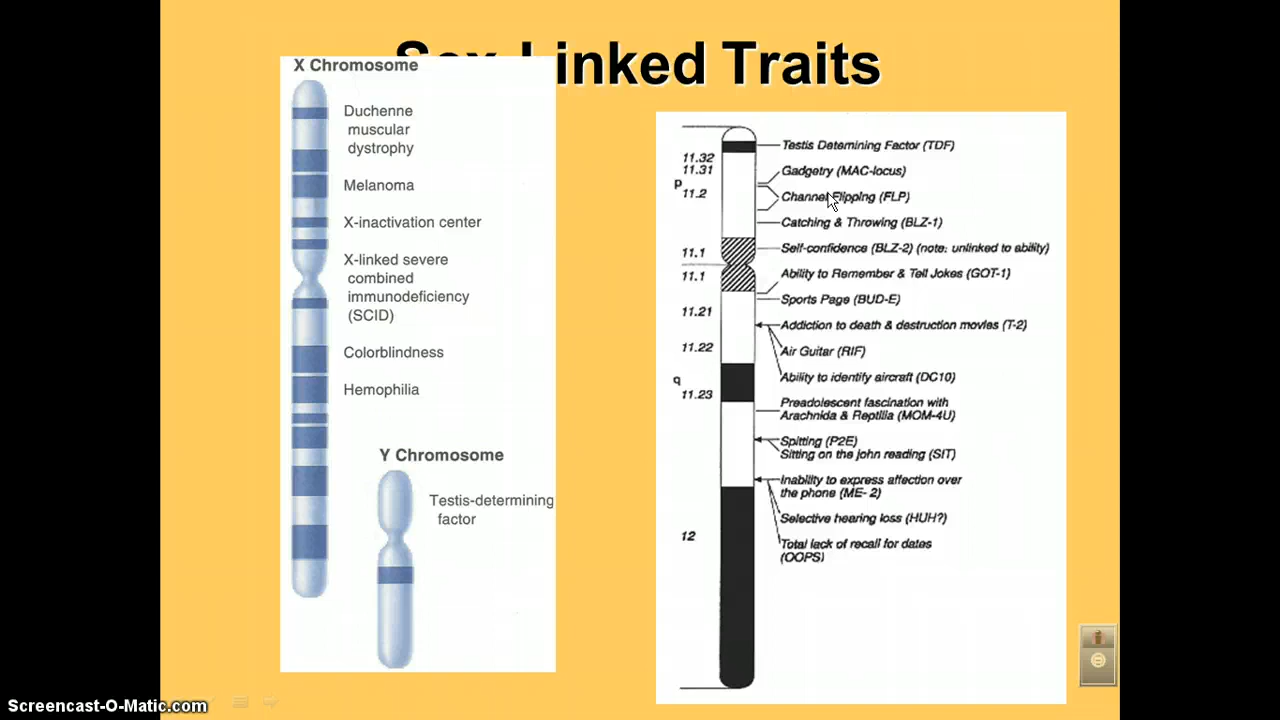 Sex-Linked Traits
X Chromosome
Duchenne
muscular
dystrophy
Melanoma
X-inactivation center
X-linked severe
combined
immunodeficiency
(SCID)
Colorblindness
Hemophilia
Y Chromosome
Testis-determining
factor
11.32
11.31
p
11.2
11.1
11.1
11.21
11.22
q
11.23
12
Testis Detemining Factor (TDF)
Gadgetry (MAC-locus)
Channel Flipping (FLP)
Catching & Throwing (BLZ-1)
Self-confidence (BLZ-2) (note: unlinked to ability)
Ability to Remember & Tell Jokes (GOT-1)
Sports Page (BUD-E)
Addiction to death & destruction movies (T-2)
Air Guitar (RIF)
Ability to identify aircraft (DC10)
Preadolescent fascination with
Arachnida & Reptilia (MOM-4U)
Spitting (P2E)
Sitting on the john reading (SIT)
Inability to express affection over
the phone (ME-2)
Selective hearing loss (HUH?)
Total lack of recall for dates
(OOPS)
Screencast-O-Matic.com